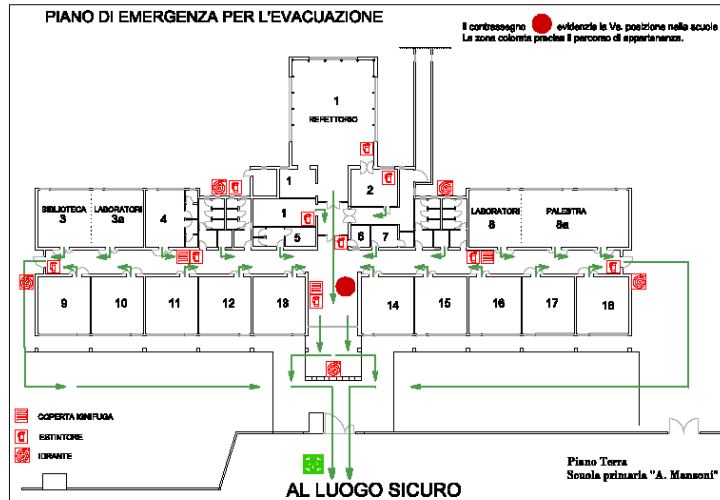 PIANO DI EMERGENZA PER L'EVACUAZIONE
Il contrassegno evidenzia la Vs. posizione nella scuola
La zona colorata precisa il percorso di appartenenza.
1
REFETTORIO
1
2
BIBLIOTECA
3
LABORATORI
3a
4
1
5
6
7
LABORATORI
8
PALESTRA
8a
9
10
11
12
13
14
15
16
17
18
COPERTA IGNIFUGA
ESTINTORE
IDRANTE
AL LUOGO SICURO
Piano Terra
Scuola primaria "A. Manzoni"